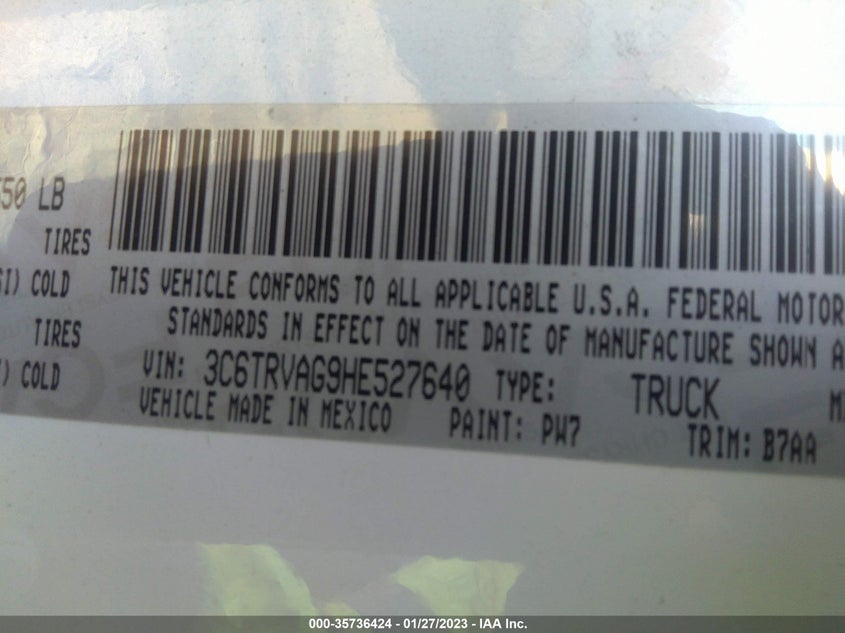 50 LB
TIRES
SI) COLD
TIRES
) COLD
THIS VEHICLE CONFORMS TO ALL APPLICABLE U.S.A. FEDERAL MOTOR
STANDARDS IN EFFECT ON THE DATE OF MANUFACTURE SHOWN A
VIN: 3C6TRVAG9HE527640 TYPE: TRUCK
VEHICLE MADE IN MEXICO PAINT: PW7 TRIM: B7AA
000-35736424 - 01/27/2023 - IAA Inc.